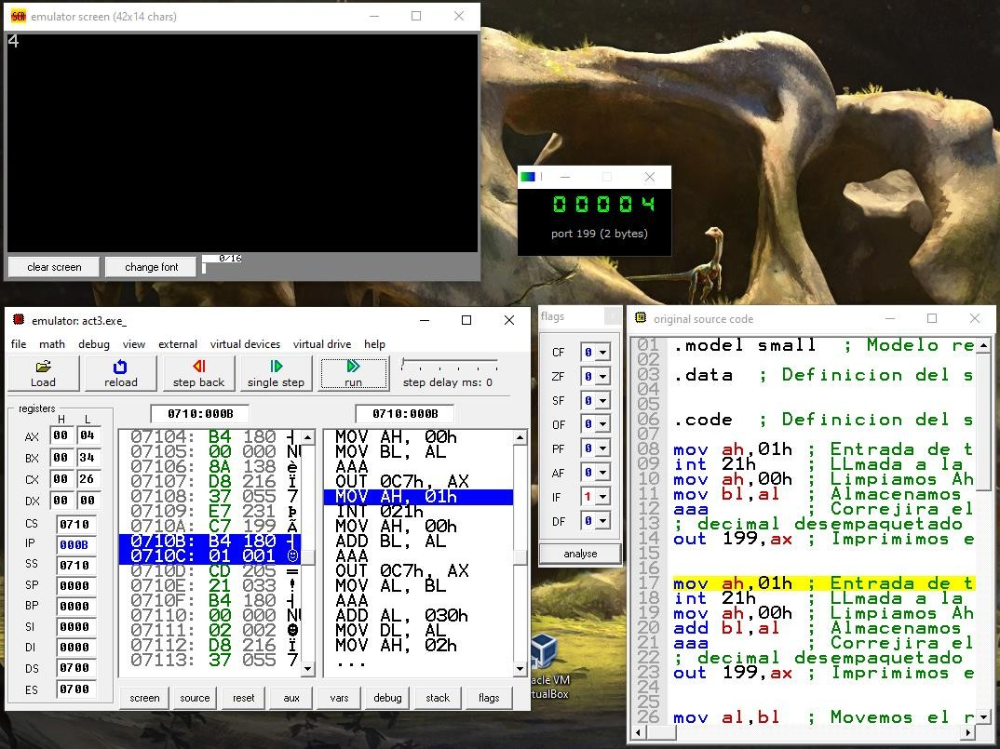 emulator screen (42x14 chars)
4
clear screen
change font
0/16
00004
port 199 (2 bytes)
emulator: act3.exe_
file math debug view external virtual devices virtual drive help
Load
reload
step back
single step
run
step delay ms: 0
registers
H L
AX 00 04
BX 00 34
CX 00 26
DX 00 00
CS 0710
IP 000B
SS 0710
SP 0000
BP 0000
SI 0000
DI 0000
DS 0700
ES 0700
0710:000B
07104: B4 180 ┤
07105: 00 000 NU
07106: 8A 138 è
07107: D8 216 Ï
07108: 37 055 7
07109: E7 231 þ
0710A: C7 199 Ã
0710B: B4 180 ┤
0710C: 01 001 ☺
0710D: CD 205 =
0710E: 21 033 !
0710F: B4 180 ┤
07110: 00 000 NU
07111: 02 002 ☻
07112: D8 216 Ï
07113: 37 055 7
0710:000B
MOV AH, 00h
MOV BL, AL
AAA
OUT 0C7h, AX
MOV AH, 01h
INT 021h
MOV AH, 00h
ADD BL, AL
AAA
OUT 0C7h, AX
MOV AL, BL
AAA
ADD AL, 030h
MOV DL, AL
MOV AH, 02h
...
screen source reset aux vars debug stack flags
flags
CF 0
ZF 0
SF 0
OF 0
PF 0
AF 0
IF 1
DF 0
analyse
original source code
01 .model small ; Modelo re
02
03 .data ; Definicion del s
04
05
06 .code ; Definicion del s
07
08 mov ah,01h ; Entrada de t
09 int 21h ; LLmada a la
10 mov ah,00h ; Limpiamos Ah
11 mov bl,al ; Almacenamos
12 aaa ; Correjira el
13 ; decimal desempaquetado
14 out 199,ax ; Imprimimos e
15
16
17 mov ah,01h ; Entrada de t
18 int 21h ; LLmada a la
19 mov ah,00h ; Limpiamos Ah
20 add bl,al ; Almacenamos
21 aaa ; Correjira el
22 ; decimal desempaquetado
23 out 199,ax ; Imprimimos e
24
25
26 mov al,bl ; Movemos el r
acle VM
rtualBox